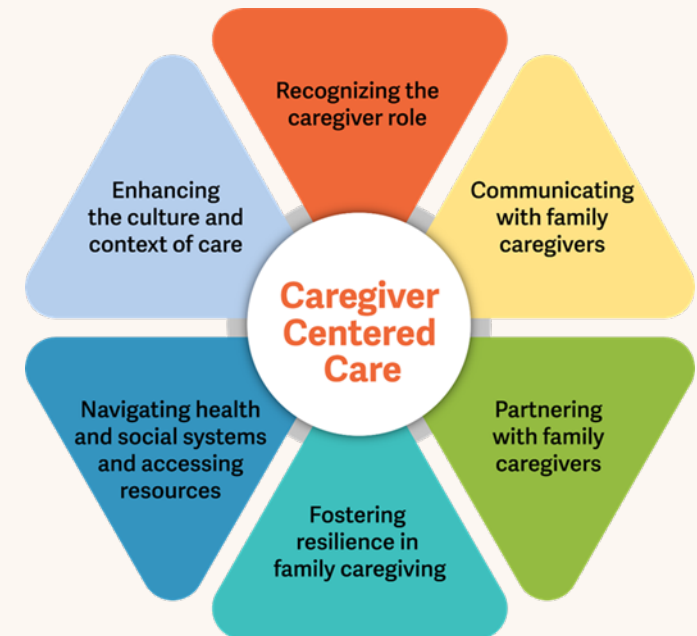 Recognizing the
caregiver role
Communicating
with family
caregivers
Partnering
with family
caregivers
Fostering
resilience in
family caregiving
Navigating health
and social systems
and accessing
resources
Enhancing
the culture and
context of care
Caregiver
Centered
Care